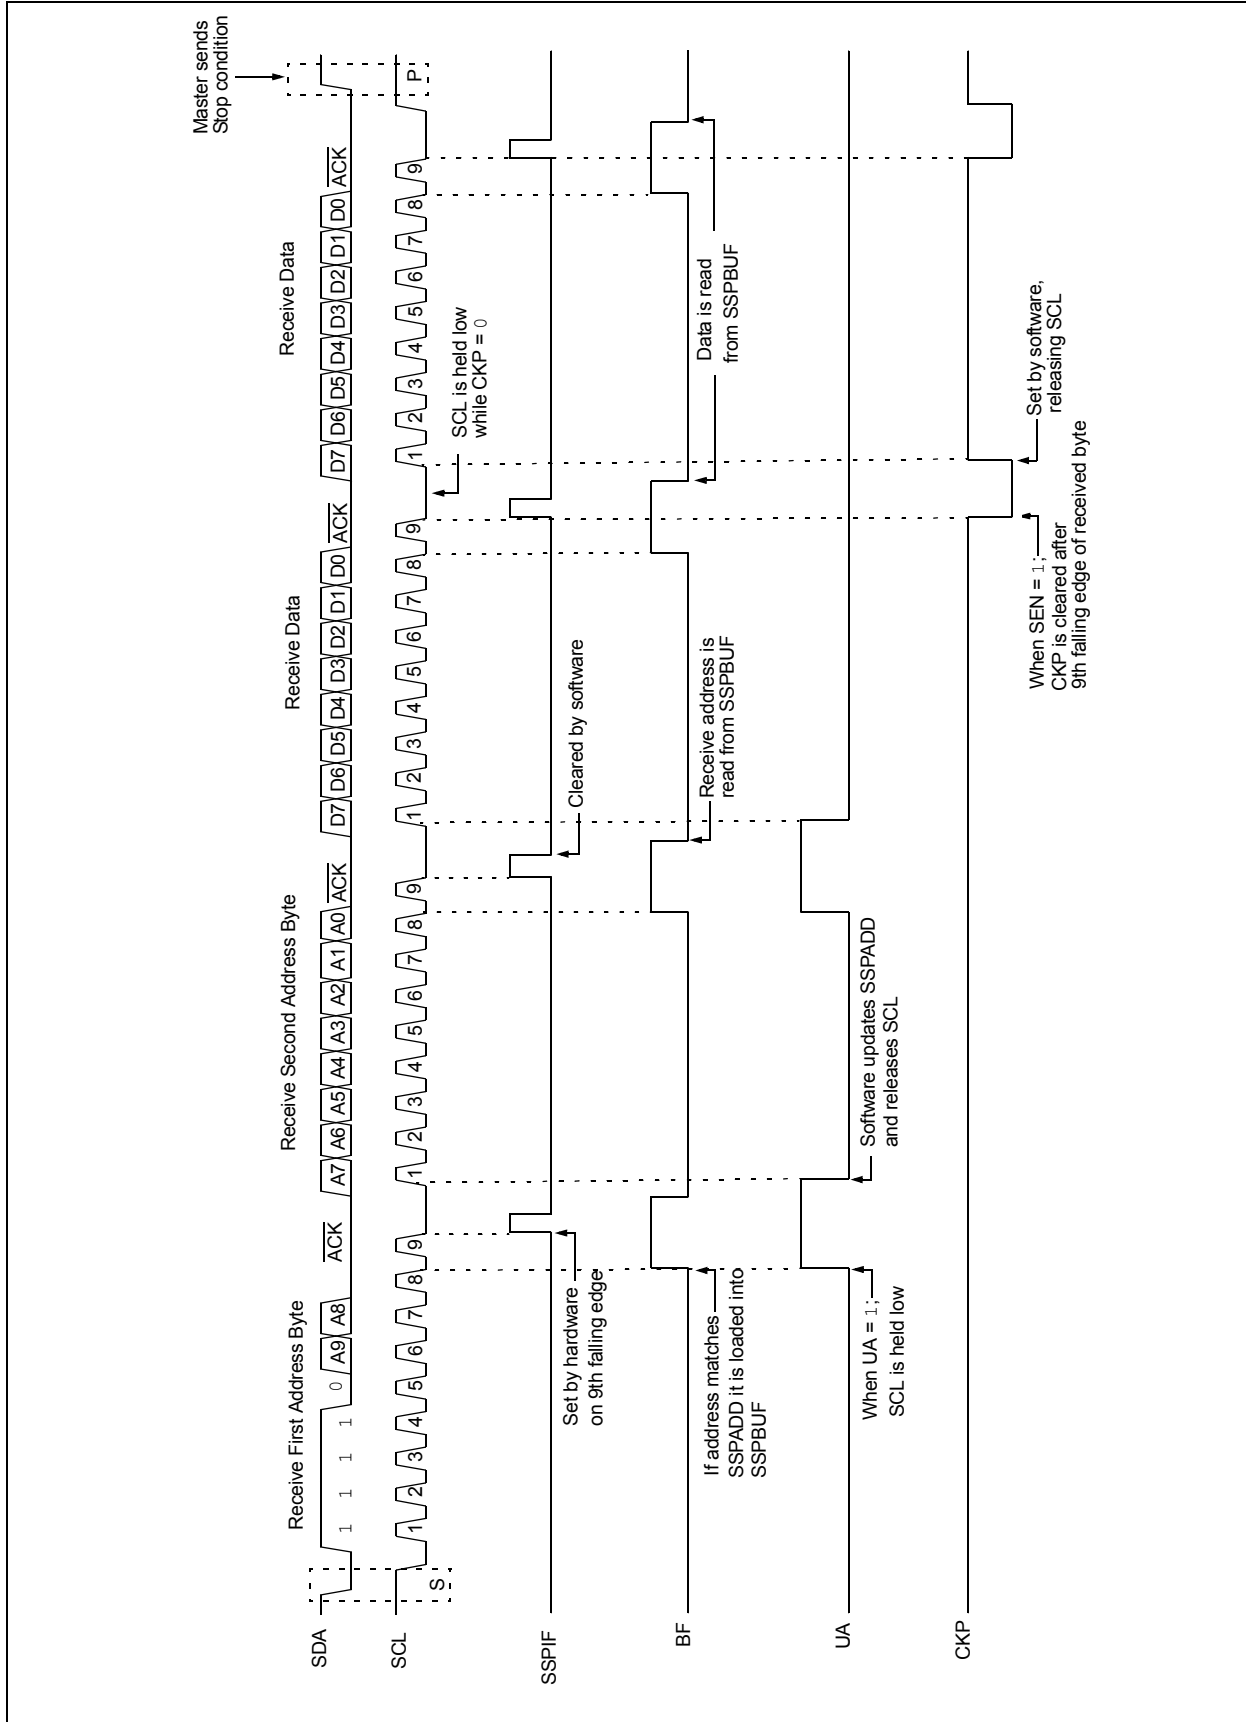 Master sends
Stop condition
Receive First Address Byte
Receive Second Address Byte
Receive Data
Receive Data
SDA
1 1 1 1 0 A9 A8 ACK A7 A6 A5 A4 A3 A2 A1 A0 ACK D7 D6 D5 D4 D3 D2 D1 D0 ACK D7 D6 D5 D4 D3 D2 D1 D0 ACK
SCL
S 1 2 3 4 5 6 7 8 9 1 2 3 4 5 6 7 8 9 1 2 3 4 5 6 7 8 9 1 2 3 4 5 6 7 8 9 P
SCL is held low
while CKP = 0
SSPIF
Set by hardware
on 9th falling edge
Cleared by software
BF
If address matches
SSPADD it is loaded into
SSPBUF
Receive address is
read from SSPBUF
Data is read
from SSPBUF
UA
When UA = 1;
SCL is held low
Software updates SSPADD
and releases SCL
CKP
When SEN = 1;
CKP is cleared after
9th falling edge of received byte
Set by software,
releasing SCL